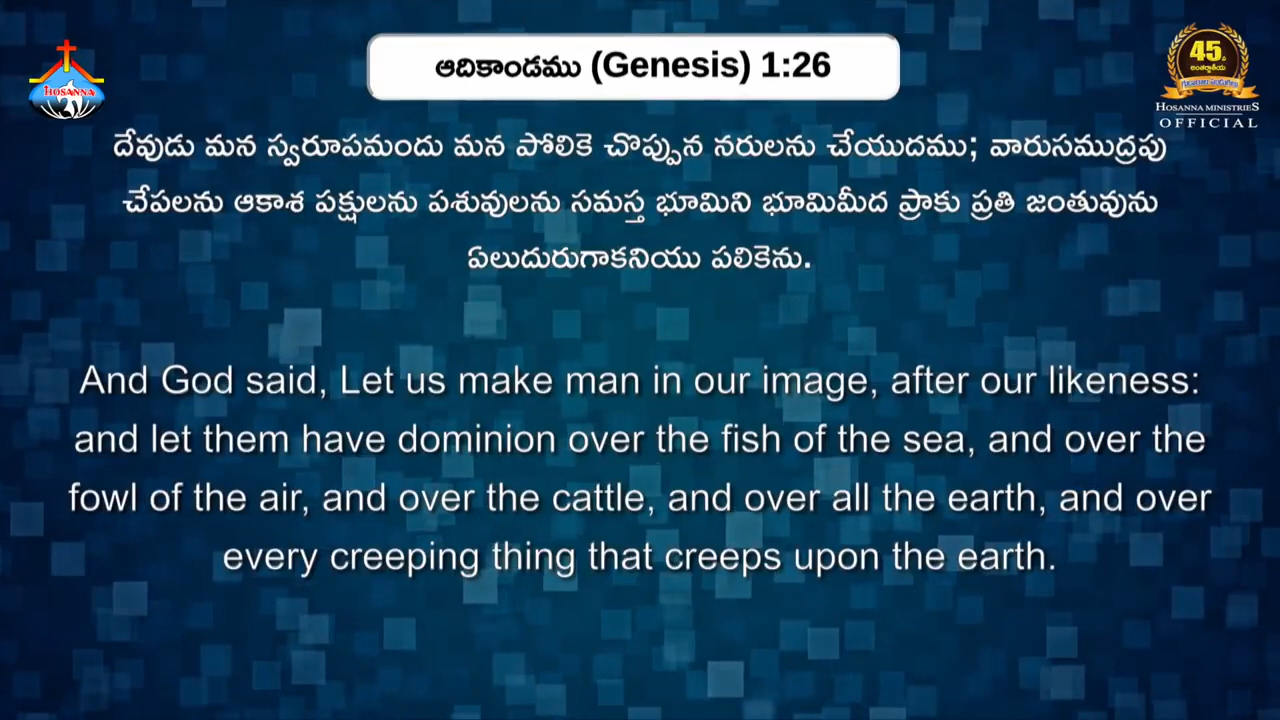 ఆదికాండము (Genesis) 1:26
HOSANNA
45వ
అంతర్జాతీయ
గుడారాల పండుగలు
HOSANNA MINISTRIES
OFFICIAL
దేవుడు మన స్వరూపమందు మన పోలికె చొప్పున నరులను చేయుదము; వారుసముద్రపు
చేపలను ఆకాశ పక్షులను పశువులను సమస్త భూమిని భూమిమీద ప్రాకు ప్రతి జంతువును
ఏలుదురుగాకనియు పలికెను.
And God said, Let us make man in our image, after our likeness:
and let them have dominion over the fish of the sea, and over the
fowl of the air, and over the cattle, and over all the earth, and over
every creeping thing that creeps upon the earth.